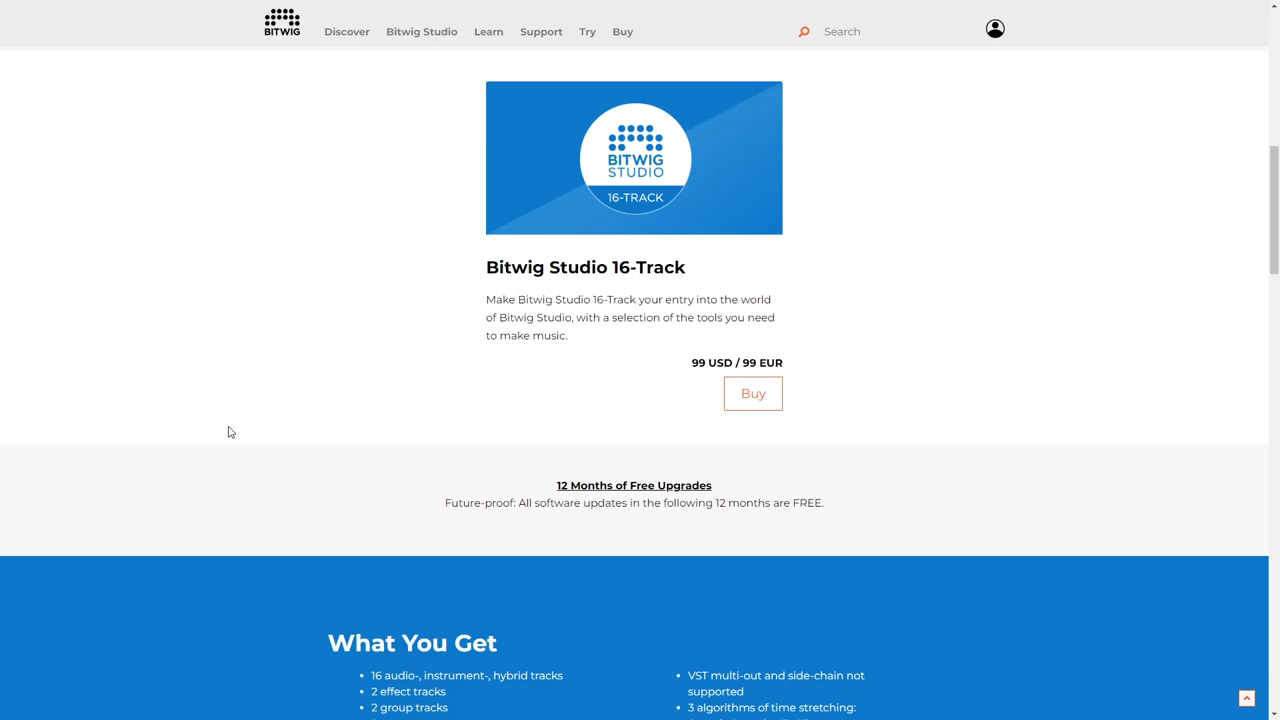 BITWIG
Discover
Bitwig Studio
Learn
Support
Try
Buy
Search
BITWIG
STUDIO
16-TRACK
Bitwig Studio 16-Track
Make Bitwig Studio 16-Track your entry into the world
of Bitwig Studio, with a selection of the tools you need
to make music.
99 USD / 99 EUR
Buy
12 Months of Free Upgrades
Future-proof: All software updates in the following 12 months are FREE.
What You Get
• 16 audio-, instrument-, hybrid tracks
• 2 effect tracks
• 2 group tracks
• VST multi-out and side-chain not
supported
• 3 algorithms of time stretching: